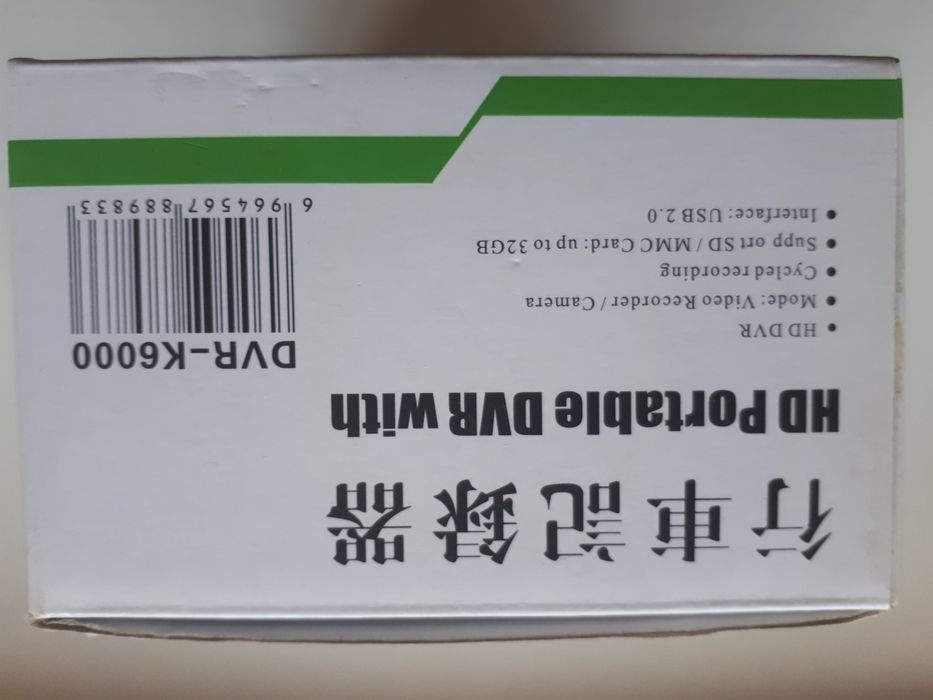 行車記録器
HD Portable DVR with
● HD DVR
● Mode: Video Recorder / Camera
● Cycled recording
● Supp ort SD / MMC Card: up to 32GB
● Interface: USB 2.0
DVR-K6000
6 964567 889833